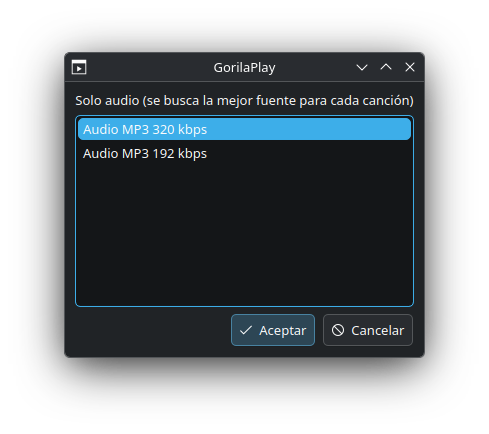 GorilaPlay
Solo audio (se busca la mejor fuente para cada canción)
Audio MP3 320 kbps
Audio MP3 192 kbps
Aceptar
Cancelar